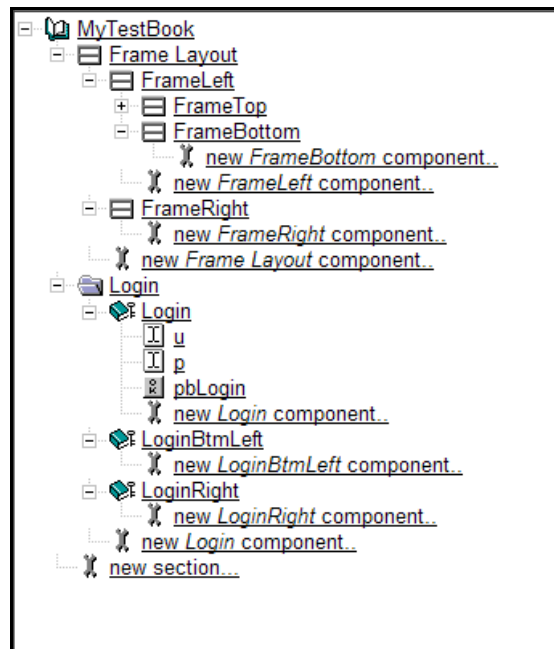 MyTestBook
Frame Layout
FrameLeft
FrameTop
FrameBottom
new FrameBottom component..
new FrameLeft component..
FrameRight
new FrameRight component..
new Frame Layout component..
Login
Login
u
p
pbLogin
new Login component..
LoginBtmLeft
new LoginBtmLeft component..
LoginRight
new LoginRight component..
new Login component..
new section...